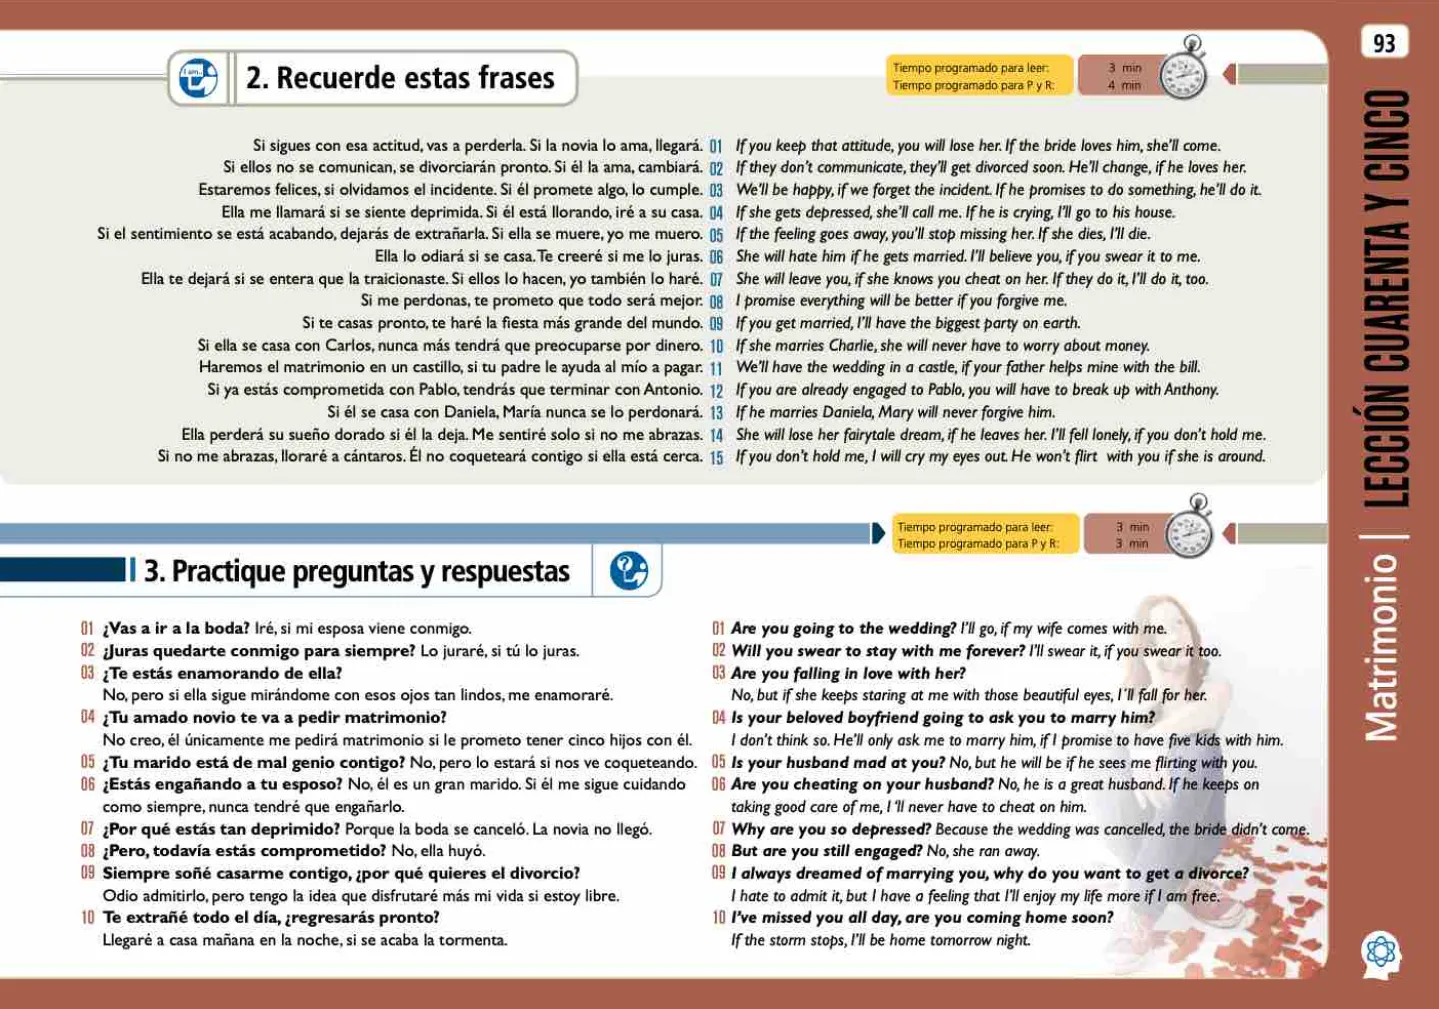 93
2. Recuerde estas frases
Tiempo programado para leer: 3 min
Tiempo programado para P y R: 4 min
Si sigues con esa actitud, vas a perderla. Si la novia lo ama, llegará. 01 If you keep that attitude, you will lose her. If the bride loves him, she'll come.
Si ellos no se comunican, se divorciarán pronto. Si él la ama, cambiará. 02 If they don't communicate, they'll get divorced soon. He'll change, if he loves her.
Estaremos felices, si olvidamos el incidente. Si él promete algo, lo cumple. 03 We'll be happy, if we forget the incident. If he promises to do something, he'll do it.
Ella me llamará si se siente deprimida. Si él está llorando, iré a su casa. 04 If she gets depressed, she'll call me. If he is crying, I'll go to his house.
Si el sentimiento se está acabando, dejarás de extrañarla. Si ella se muere, yo me muero. 05 If the feeling goes away, you'll stop missing her. If she dies, I'll die.
Ella lo odiará si se casa. Te creeré si me lo juras. 06 She will hate him if he gets married. I'll believe you, if you swear it to me.
Ella te dejará si se entera que la traicionaste. Si ellos lo hacen, yo también lo haré. 07 She will leave you, if she knows you cheat on her. If they do it, I'll do it, too.
Si me perdonas, te prometo que todo será mejor. 08 I promise everything will be better if you forgive me.
Si te casas pronto, te haré la fiesta más grande del mundo. 09 If you get married, I'll have the biggest party on earth.
Si ella se casa con Carlos, nunca más tendrá que preocuparse por dinero. 10 If she marries Charlie, she will never have to worry about money.
Haremos el matrimonio en un castillo, si tu padre le ayuda al mío a pagar. 11 We'll have the wedding in a castle, if your father helps mine with the bill.
Si ya estás comprometida con Pablo, tendrás que terminar con Antonio. 12 If you are already engaged to Pablo, you will have to break up with Anthony.
Si él se casa con Daniela, María nunca se lo perdonará. 13 If he marries Daniela, Mary will never forgive him.
Ella perderá su sueño dorado si él la deja. Me sentiré solo si no me abrazas. 14 She will lose her fairytale dream, if he leaves her. I'll fell lonely, if you don't hold me.
Si no me abrazas, lloraré a cántaros. Él no coqueteará contigo si ella está cerca. 15 If you don't hold me, I will cry my eyes out. He won't flirt with you if she is around.
Tiempo programado para leer: 3 min
Tiempo programado para P y R: 3 min
3. Practique preguntas y respuestas
01 ¿Vas a ir a la boda? Iré, si mi esposa viene conmigo.
02 ¿Juras quedarte conmigo para siempre? Lo juraré, si tú lo juras.
03 ¿Te estás enamorando de ella?
No, pero si ella sigue mirándome con esos ojos tan lindos, me enamoraré.
04 ¿Tu amado novio te va a pedir matrimonio?
No creo, él únicamente me pedirá matrimonio si le prometo tener cinco hijos con él.
05 ¿Tu marido está de mal genio contigo? No, pero lo estará si nos ve coqueteando.
06 ¿Estás engañando a tu esposo? No, él es un gran marido. Si él me sigue cuidando
como siempre, nunca tendré que engañarlo.
07 ¿Por qué estás tan deprimido? Porque la boda se canceló. La novia no llegó.
08 ¿Pero, todavía estás comprometido? No, ella huyó.
09 Siempre soñé casarme contigo, ¿por qué quieres el divorcio?
Odio admitirlo, pero tengo la idea que disfrutaré más mi vida si estoy libre.
10 Te extrañé todo el día, ¿regresarás pronto?
Llegaré a casa mañana en la noche, si se acaba la tormenta.
01 Are you going to the wedding? I'll go, if my wife comes with me.
02 Will you swear to stay with me forever? I'll swear it, if you swear it too.
03 Are you falling in love with her?
No, but if she keeps staring at me with those beautiful eyes, I´ll fall for her.
04 Is your beloved boyfriend going to ask you to marry him?
I don't think so. He'll only ask me to marry him, if I promise to have five kids with him.
05 Is your husband mad at you? No, but he will be if he sees me flirting with you.
06 Are you cheating on your husband? No, he is a great husband. If he keeps on
taking good care of me, I 'll never have to cheat on him.
07 Why are you so depressed? Because the wedding was cancelled, the bride didn't come.
08 But are you still engaged? No, she ran away.
09 I always dreamed of marrying you, why do you want to get a divorce?
I hate to admit it, but I have a feeling that I'll enjoy my life more if I am free.
10 I've missed you all day, are you coming home soon?
If the storm stops, I'll be home tomorrow night.
Matrimonio | LECCIÓN CUARENTA Y CINCO